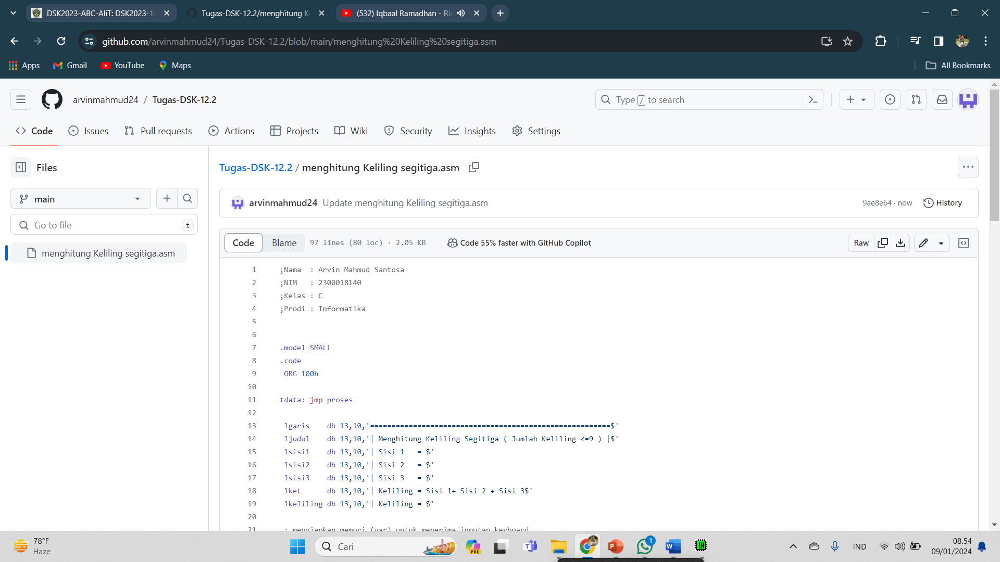 DSK2023-ABC-AliT: DSK2023-13
Tugas-DSK-12.2/menghitung Ke
(532) Iqbaal Ramadhan - Rin
github.com/arvinmahmud24/Tugas-DSK-12.2/blob/main/menghitung%20Keliling%20segitiga.asm
Apps
Gmail
YouTube
Maps
All Bookmarks
arvinmahmud24 / Tugas-DSK-12.2
Type / to search
Code
Issues
Pull requests
Actions
Projects
Wiki
Security
Insights
Settings
Files
main
Go to file
t
menghitung Keliling segitiga.asm
Tugas-DSK-12.2 / menghitung Keliling segitiga.asm
arvinmahmud24 Update menghitung Keliling segitiga.asm
9ae8e64 · now
History
Code
Blame
97 lines (80 loc) · 2.05 KB
Code 55% faster with GitHub Copilot
Raw
1 ;Nama  : Arvin Mahmud Santosa
2 ;NIM   : 2300018140
3 ;Kelas : C
4 ;Prodi : Informatika
5
6
7 .model SMALL
8 .code
9 ORG 100h
10
11 tdata: jmp proses
12
13 lgaris    db 13,10,'========================================================$'
14 ljudul    db 13,10,'| Menghitung Keliling Segitiga ( Jumlah Keliling <=9 ) |$'
15 lsisi1    db 13,10,'| Sisi 1   = $'
16 lsisi2    db 13,10,'| Sisi 2   = $'
17 lsisi3    db 13,10,'| Sisi 3   = $'
18 lket      db 13,10,'| Keliling = Sisi 1+ Sisi 2 + Sisi 3$'
19 lkeliling db 13,10,'| Keliling = $'
20
21 ; menyiapkan memori (var) untuk menerima inputan keyboard
78°F
Haze
Cari
PRE
1
IND
08.54
09/01/2024